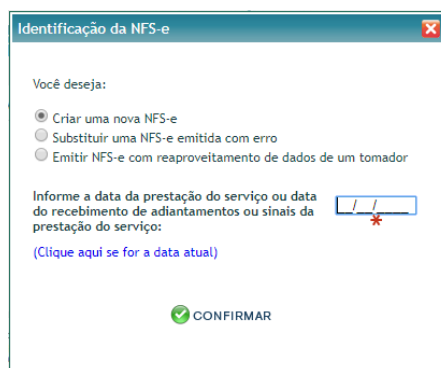 Identificação da NFS-e
Você deseja:
Criar uma nova NFS-e
Substituir uma NFS-e emitida com erro
Emitir NFS-e com reaproveitamento de dados de um tomador
Informe a data da prestação do serviço ou data
do recebimento de adiantamentos ou sinais da
prestação do serviço:
__/__/____
*
(Clique aqui se for a data atual)
CONFIRMAR